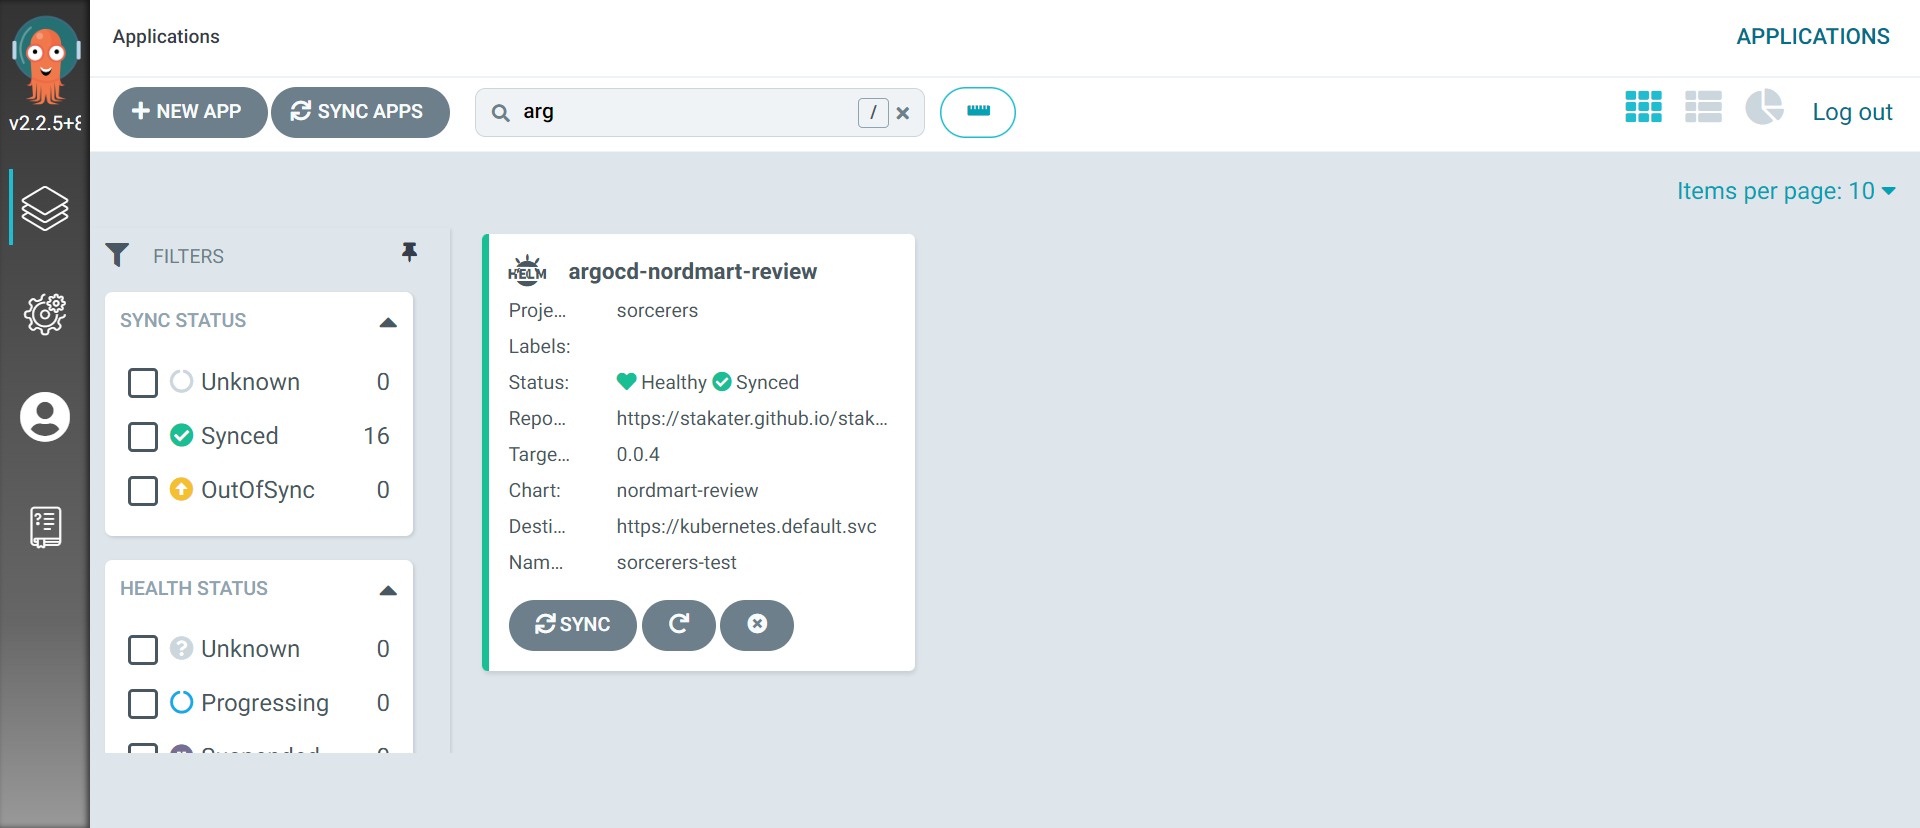 Applications
APPLICATIONS
v2.2.5+8
NEW APP
SYNC APPS
arg
/
Log out
Items per page: 10
FILTERS
SYNC STATUS
Unknown 0
Synced 16
OutOfSync 0
HEALTH STATUS
Unknown 0
Progressing 0
Suspended 0
HELM
argocd-nordmart-review
Proje... sorcerers
Labels:
Status: Healthy Synced
Repo... https://stakater.github.io/stak...
Targe... 0.0.4
Chart: nordmart-review
Desti... https://kubernetes.default.svc
Nam... sorcerers-test
SYNC